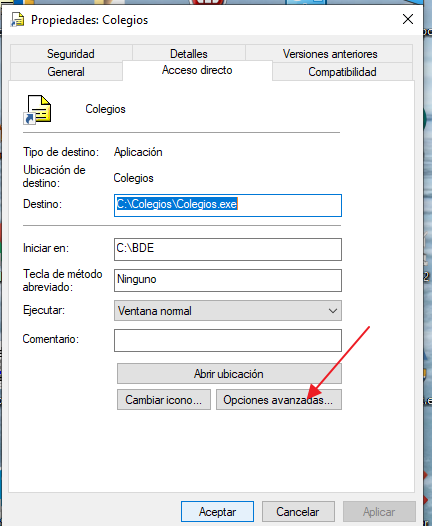 Propiedades: Colegios
Seguridad Detalles Versiones anteriores
General Acceso directo Compatibilidad
Colegios
Tipo de destino: Aplicación
Ubicación de destino: Colegios
Destino: C:\Colegios\Colegios.exe
Iniciar en: C:\BDE
Tecla de método abreviado: Ninguno
Ejecutar: Ventana normal
Comentario:
Abrir ubicación
Cambiar icono... Opciones avanzadas...
Aceptar Cancelar Aplicar